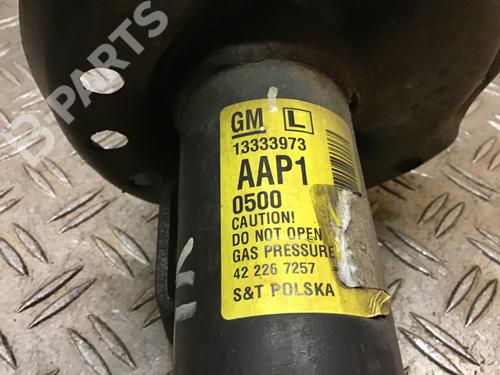 B-PARTS
GM L
13333973
AAP1
0500
CAUTION!
DO NOT OPEN
GAS PRESSURE
42 226 7257
S&T POLSKA